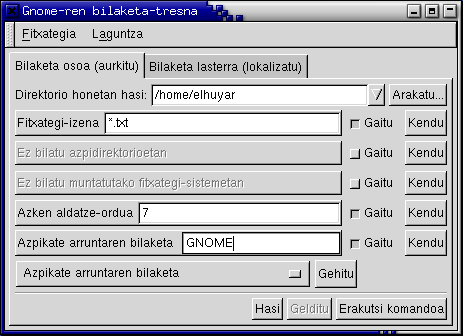 Gnome-ren bilaketa-tresna
Fitxategia Laguntza
Bilaketa osoa (aurkitu) Bilaketa lasterra (lokalizatu)
Direktorio honetan hasi: /home/elhuyar Arakatu...
Fitxategi-izena *.txt Gaitu Kendu
Ez bilatu azpidirektorioetan Gaitu Kendu
Ez bilatu muntatutako fitxategi-sistemetan Gaitu Kendu
Azken aldatze-ordua 7 Gaitu Kendu
Azpikate arruntaren bilaketa GNOME Gaitu Kendu
Azpikate arruntaren bilaketa Gehitu
Hasi Gelditu Erakutsi komandoa